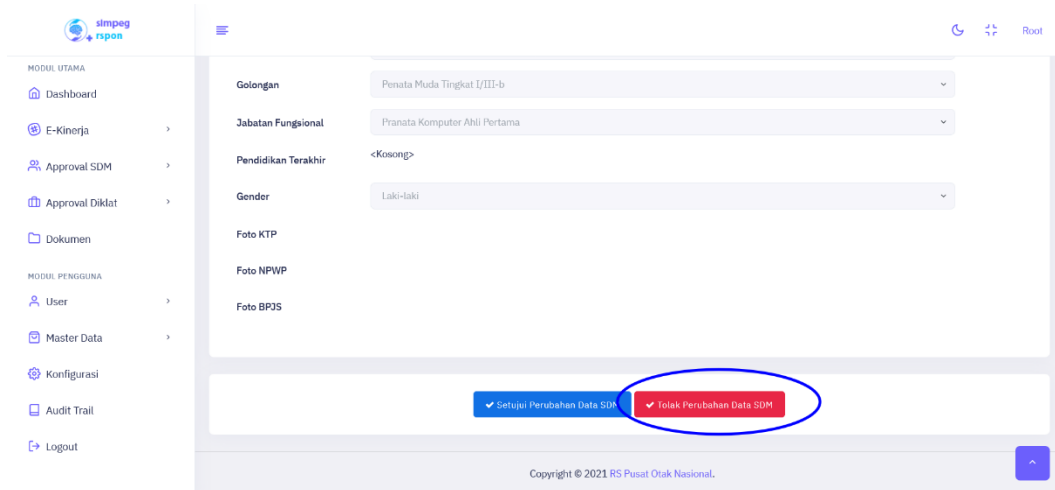 simpeg
rspon
Root
MODUL UTAMA
Dashboard
E-Kinerja
Approval SDM
Approval Diklat
Dokumen
MODUL PENGGUNA
User
Master Data
Konfigurasi
Audit Trail
Logout
Golongan
Penata Muda Tingkat I/III-b
Jabatan Fungsional
Pranata Komputer Ahli Pertama
Pendidikan Terakhir
<Kosong>
Gender
Laki-laki
Foto KTP
Foto NPWP
Foto BPJS
Setujui Perubahan Data SDM
Tolak Perubahan Data SDM
Copyright © 2021 RS Pusat Otak Nasional.